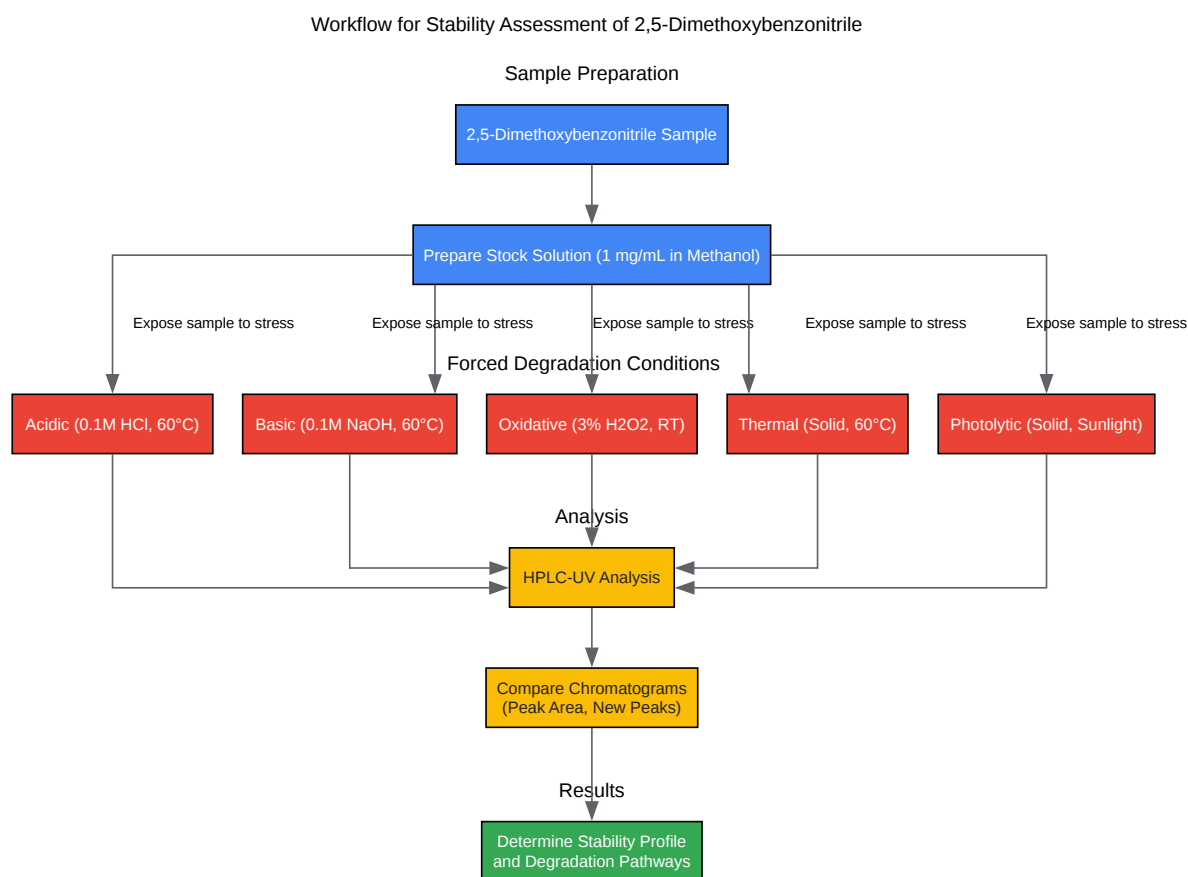 Workflow for Stability Assessment of 2,5-Dimethoxybenzonitrile
Sample Preparation
2,5-Dimethoxybenzonitrile Sample
Prepare Stock Solution (1 mg/mL in Methanol)
Expose sample to stress
Expose sample to stress
Expose sample to stress
Expose sample to stress
Expose sample to stress
Forced Degradation Conditions
Acidic (0.1M HCl, 60°C)
Basic (0.1M NaOH, 60°C)
Oxidative (3% H2O2, RT)
Thermal (Solid, 60°C)
Photolytic (Solid, Sunlight)
Analysis
HPLC-UV Analysis
Compare Chromatograms
(Peak Area, New Peaks)
Results
Determine Stability Profile
and Degradation Pathways